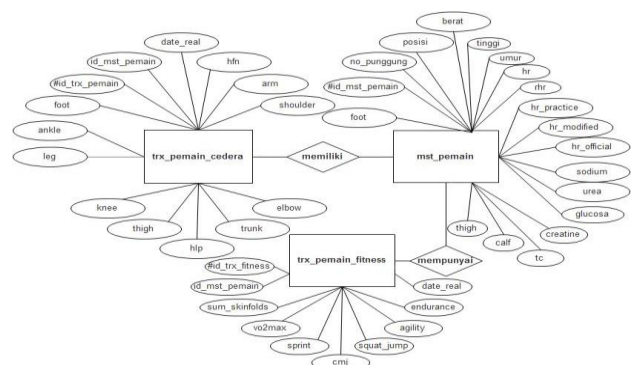 berat
date_real
posisi
tinggi
id_mst_pemain
hfn
no_punggung
umur
hr
#id_trx_pemain
arm
#id_mst_pemain
rhr
foot
shoulder
foot
hr_practice
ankle
hr_modified
trx_pemain_cedera
memiliki
mst_pemain
hr_official
leg
sodium
urea
knee
elbow
glucosa
thigh
trunk
thigh
creatine
hlp
calf
tc
#id_trx_fitness
trx_pemain_fitness
mempunyai
id_mst_pemain
date_real
sum_skinfolds
endurance
vo2max
agility
sprint
squat_jump
cmj